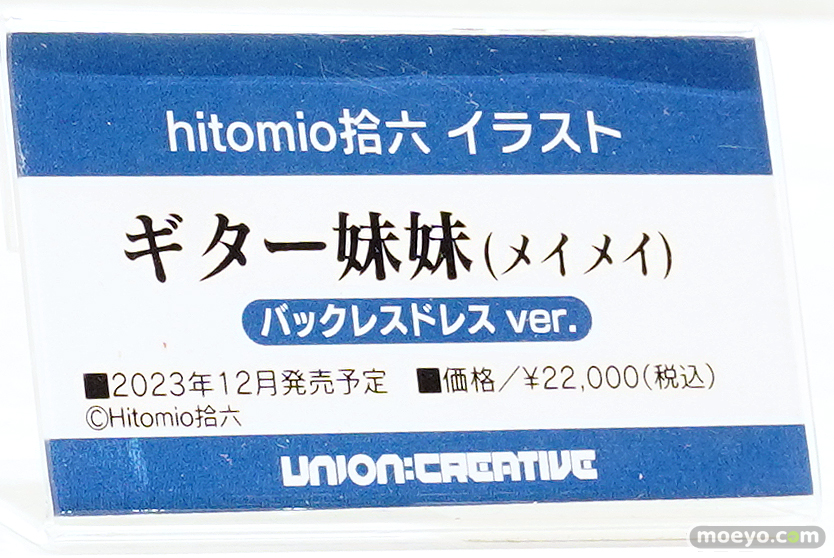 hitomio拾六 イラスト
ギター妹妹(メイメイ)
バックレスドレス ver.
■2023年12月発売予定 ■価格/¥22,000(税込)
©Hitomio拾六
UNION:CREATIVE
moeyo.com